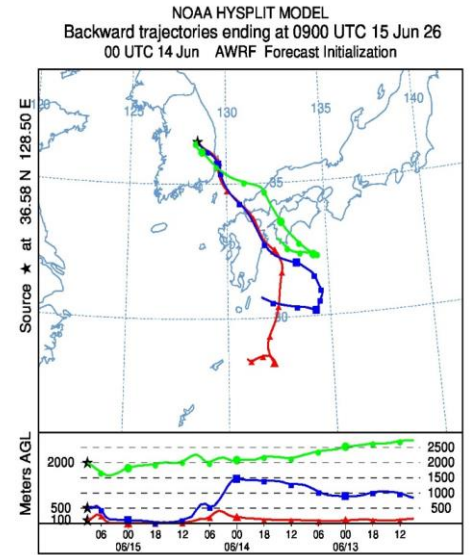 NOAA HYSPLIT MODEL
Backward trajectories ending at 0900 UTC 15 Jun 26
00 UTC 14 Jun AWRF Forecast Initialization
Source ★ at 36.58 N 128.50 E
130
135
140
125
35
30
Meters AGL
2000
500
100
2500
2000
1500
1000
500
06 00 18 12 06 00 18 12 06 00 18 12
06/15 06/14 06/13